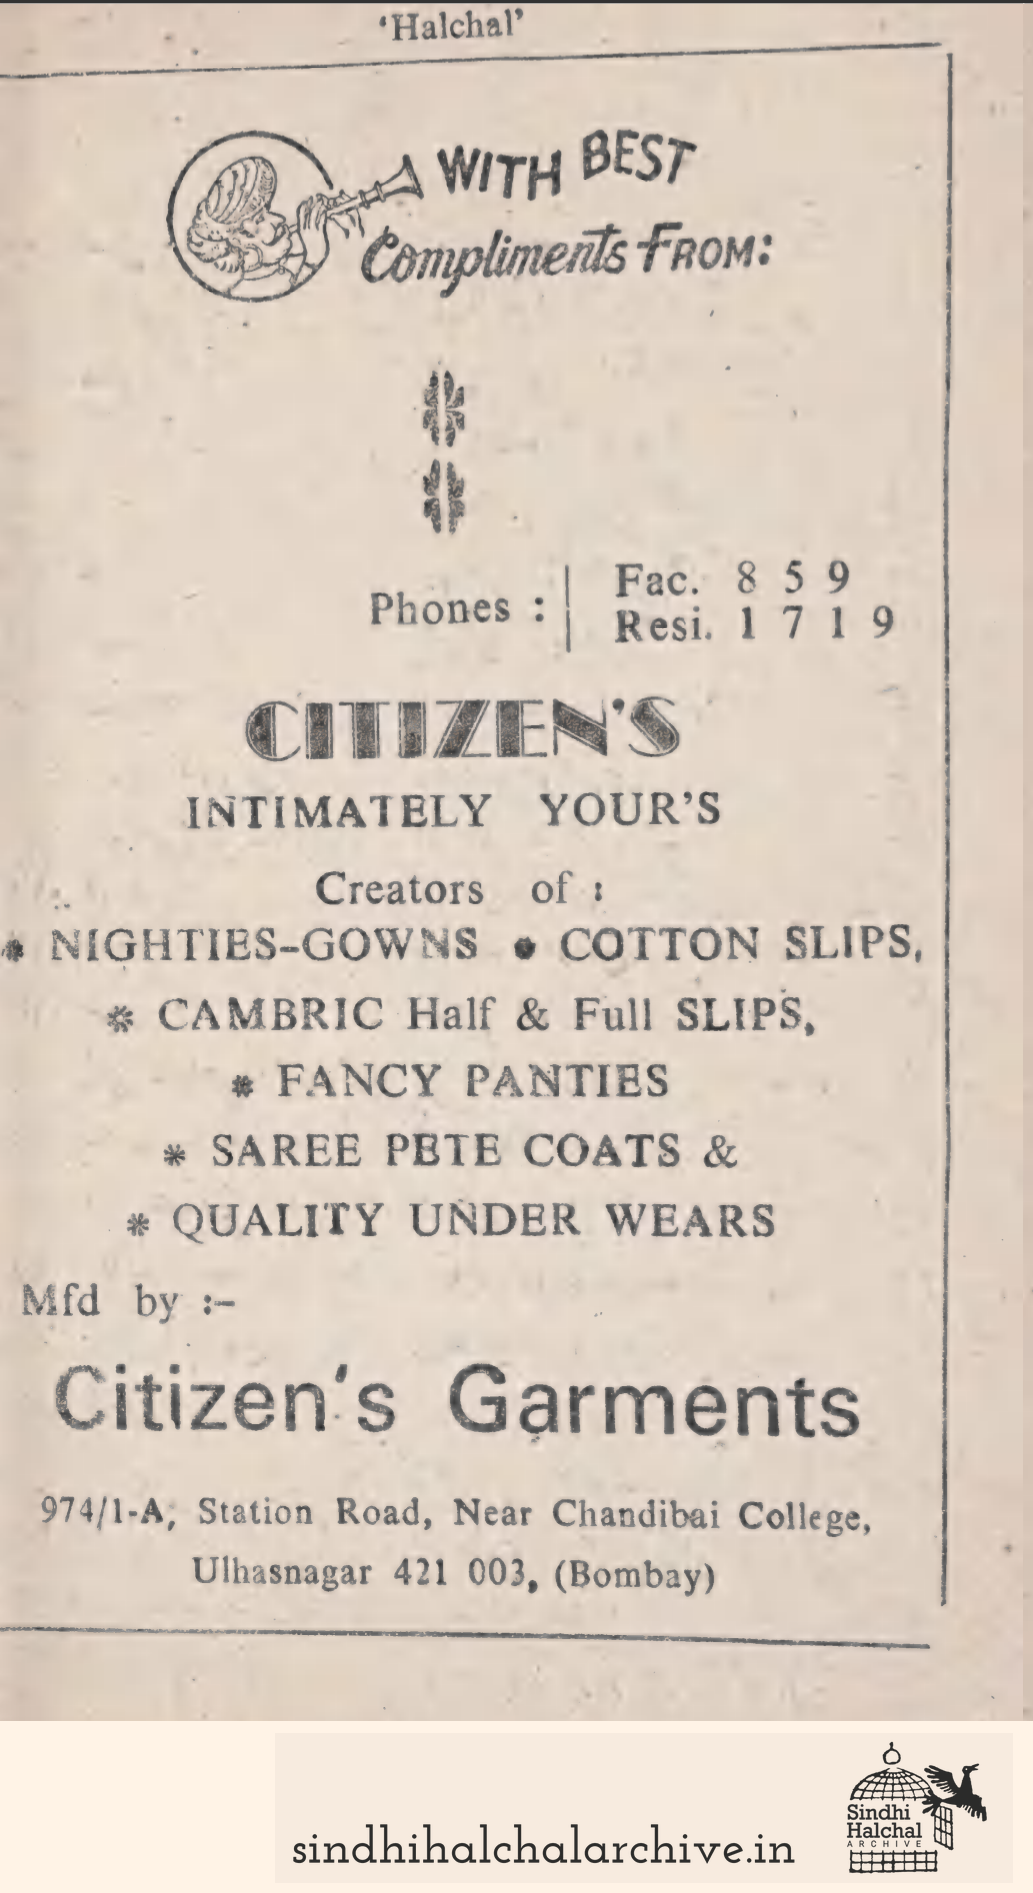 'Halchal'
WITH BEST
Compliments FROM:
Phones :
Fac. 8 5 9
Resi. 1 7 1 9
CITIZEN'S
INTIMATELY YOUR'S
Creators of :
* NIGHTIES-GOWNS • COTTON SLIPS,
* CAMBRIC Half & Full SLIPS,
* FANCY PANTIES
* SAREE PETE COATS &
* QUALITY UNDER WEARS
Mfd by :-
Citizen's Garments
974/1-A, Station Road, Near Chandibai College,
Ulhasnagar 421 003, (Bombay)
sindhihalchalarchive.in
Sindhi
Halchal
ARCHIVE